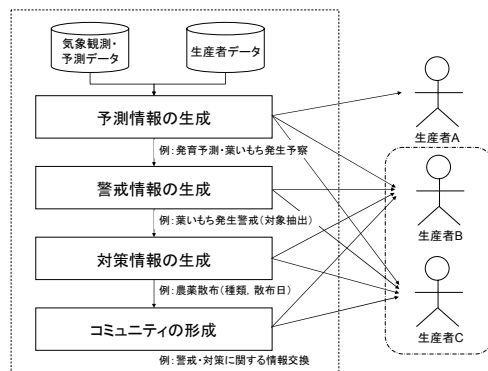 気象観測・
予測データ
生産者データ
予測情報の生成
例：発育予測・葉いもち発生予察
警戒情報の生成
例：葉いもち発生警戒（対象抽出）
対策情報の生成
例：農薬散布（種類，散布日）
コミュニティの形成
例：警戒・対策に関する情報交換
生産者A
生産者B
生産者C